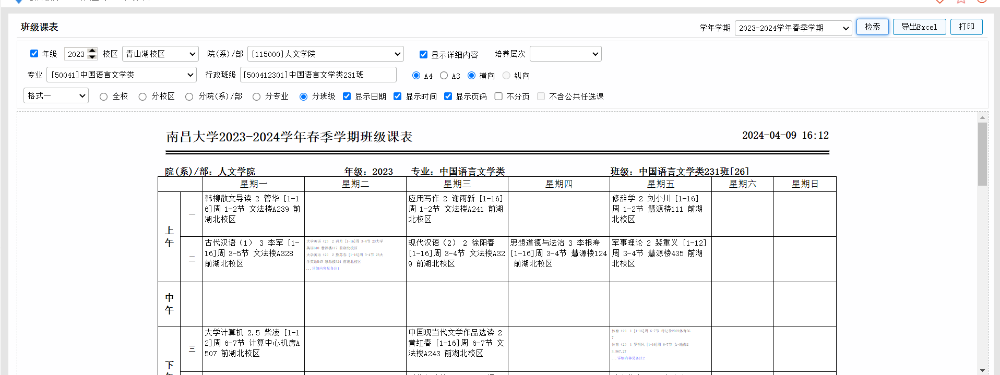 班级课表
学年学期 2023-2024学年春季学期 检索 导出Excel 打印
年级 2023 校区 青山湖校区 院(系)/部 [115000]人文学院 显示详细内容 培养层次
专业 [50041]中国语言文学类 行政班级 [500412301]中国语言文学类231班 A4 A3 横向 纵向
格式一 全校 分校区 分院(系)/部 分专业 分班级 显示日期 显示时间 显示页码 不分页 不含公共任选课
南昌大学2023-2024学年春季学期班级课表
2024-04-09 16:12
院(系)/部：人文学院 年级：2023 专业：中国语言文学类 班级：中国语言文学类231班[26]
星期一 星期二 星期三 星期四 星期五 星期六 星期日
上午
一
韩柳散文导读 2 管华 [1-1
6]周 1-2节 文法楼A239 前
湖北校区
应用写作 2 谢雨新 [1-16]
周 1-2节 文法楼A241 前湖
北校区
修辞学 2 刘小川 [1-16]
周 1-2节 慧源楼111 前湖
北校区
二
古代汉语（1） 3 李军 [1-
16]周 3-5节 文法楼A328
前湖北校区
大学英语（2） 2 冯丹 [1-16]周 3-4节 23大学
英语B10 慧源楼117 前湖北校区
大学英语（2） 2 熊苏春 [1-16]周 3-4节 23大
学英语B45 慧源楼324 前湖北校区
...详细内容见备注1
现代汉语（2） 2 徐阳春
[1-16]周 3-4节 文法楼A32
9 前湖北校区
思想道德与法治 3 李根寿
[1-16]周 3-4节 慧源楼124
前湖北校区
军事理论 2 裴重义 [1-12]
周 3-4节 慧源楼435 前湖
北校区
中午
下
三
大学计算机 2.5 柴凌 [1-1
2]周 6-7节 计算中心机房A
507 前湖北校区
中国现当代文学作品选读 2
黄红春 [1-16]周 6-7节 文
法楼A243 前湖北校区
体育（2） 1 [1-16]周 6-7节 母记录2023体育56
7
体育（2） 1 罗明凤 [1-16]周 6-7节 女-瑜伽2
3.567.27
...详细内容见备注2